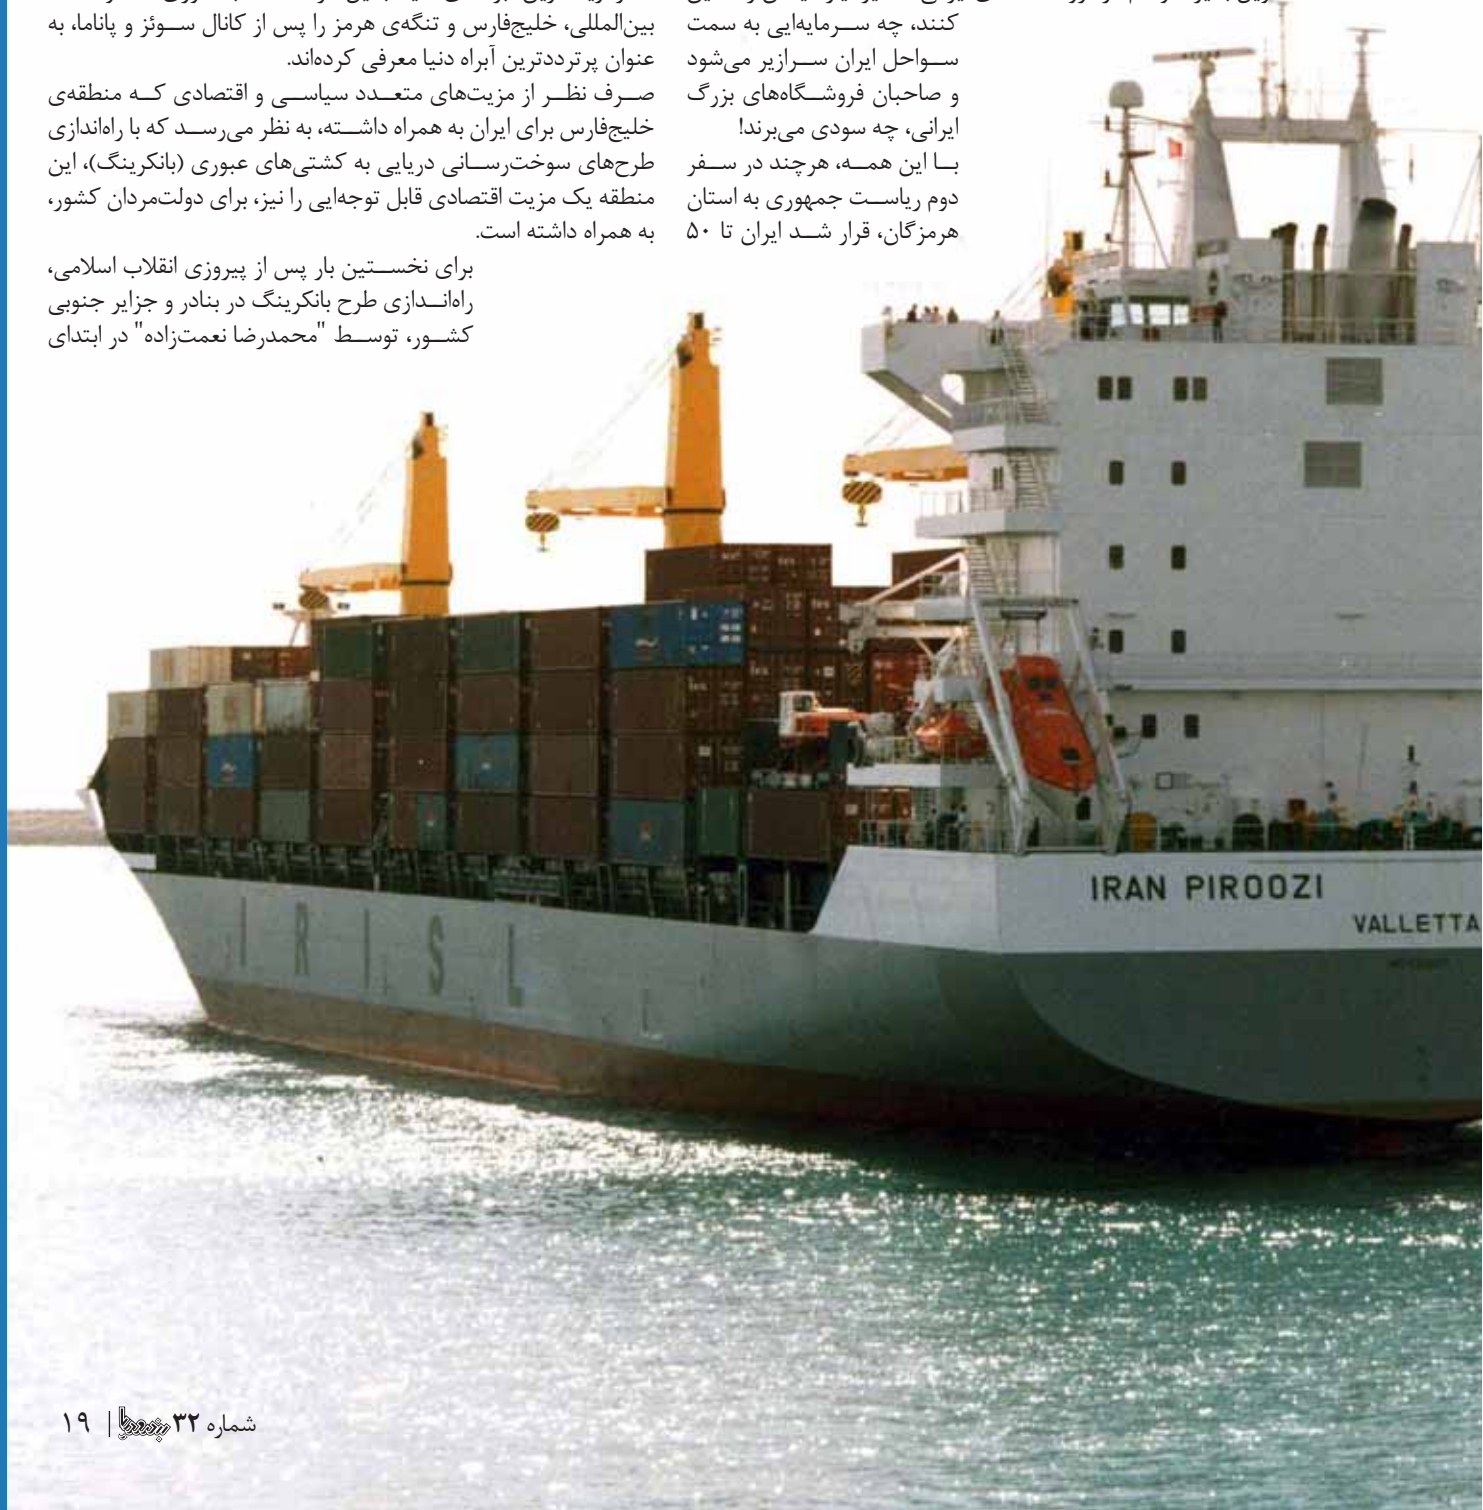 کنند، چه سرمایه‌ایی به سمت
سواحل ایران سرازیر می‌شود
و صاحبان فروشگاه‌های بزرگ
ایرانی، چه سودی می‌برند!
با این همه، هرچند در سفر
دوم ریاست جمهوری به استان
هرمزگان، قرار شد ایران تا ۵۰
بین‌المللی، خلیج‌فارس و تنگه‌ی هرمز را پس از کانال سوئز و پاناما، به
عنوان پرترددترین آبراه دنیا معرفی کرده‌اند.
صرف نظر از مزیت‌های متعدد سیاسی و اقتصادی که منطقه‌ی
خلیج‌فارس برای ایران به همراه داشته، به نظر می‌رسد که با راه‌اندازی
طرح‌های سوخت‌رسانی دریایی به کشتی‌های عبوری (بانکرینگ)، این
منطقه یک مزیت اقتصادی قابل توجه‌ایی را نیز، برای دولت‌مردان کشور،
به همراه داشته است.
برای نخستین بار پس از پیروزی انقلاب اسلامی،
راه‌اندازی طرح بانکرینگ در بنادر و جزایر جنوبی
کشور، توسط "محمدرضا نعمت‌زاده" در ابتدای
IRAN PIROOZI
VALLETTA
I R I S L
شماره ۳۲ | ۱۹